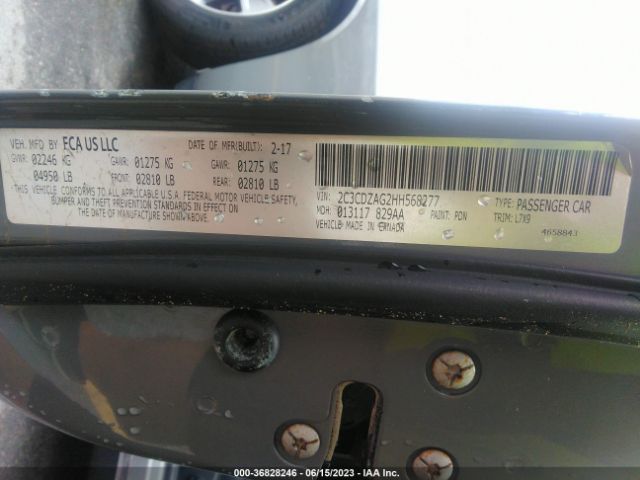 VEH. MFD BY FCA US LLC DATE OF MFR(BUILT): 2-17
GVWR: 02246 KG GAWR: 01275 KG GAWR: 01275 KG
04950 LB FRONT: 02810 LB REAR: 02810 LB
THIS VEHICLE CONFORMS TO ALL APPLICABLE U.S.A. FEDERAL MOTOR VEHICLE SAFETY,
BUMPER AND THEFT PREVENTION STANDARDS IN EFFECT ON
THE DATE OF MANUFACTURE SHOWN ABOVE.
VIN: 2C3CDZAG2HH568277 TYPE: PASSENGER CAR
MDH: 013117 829AA PAINT: PDN TRIM: L7X9
VEHICLE MADE IN CANADA 4658843
© 36828246 - 06/15/2023 - IAA Inc.